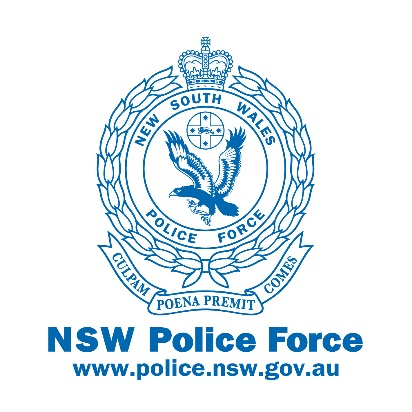 NEW SOUTH WALES
POLICE FORCE
CULPAM POENA PREMIT COMES
NSW Police Force
www.police.nsw.gov.au